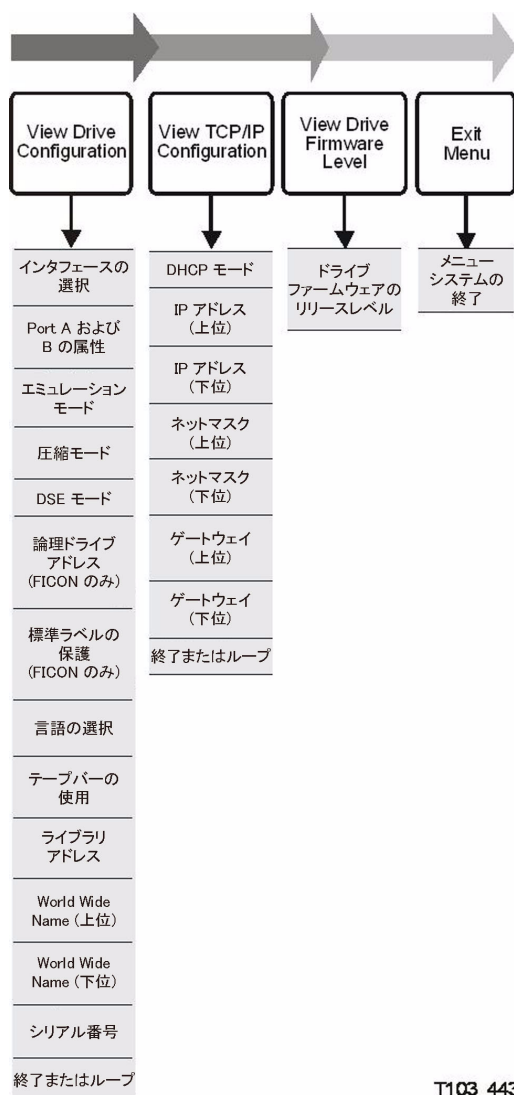 View Drive
Configuration
View TCP/IP
Configuration
View Drive
Firmware
Level
Exit
Menu
インタフェースの
選択
Port A および
B の属性
エミュレーション
モード
圧縮モード
DSE モード
論理ドライブ
アドレス
(FICON のみ)
標準ラベルの
保護
(FICON のみ)
言語の選択
テープバーの
使用
ライブラリ
アドレス
World Wide
Name (上位)
World Wide
Name (下位)
シリアル番号
終了またはループ
DHCP モード
IP アドレス
(上位)
IP アドレス
(下位)
ネットマスク
(上位)
ネットマスク
(下位)
ゲートウェイ
(上位)
ゲートウェイ
(下位)
終了またはループ
ドライブ
ファームウェアの
リリースレベル
メニュー
システムの
終了
T103_443